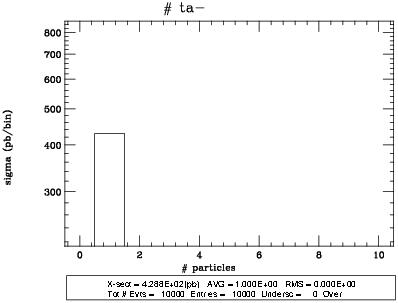 # ta−
800
700
600
500
400
300
sigma (pb/bin)
0 2 4 6 8 10
# particles
X-sect = 4.288E+02(pb) AVG = 1.000E+00 RMS = 0.000E+00
Tot # Evts = 10000 Entries = 10000 Undersc = 0 Over